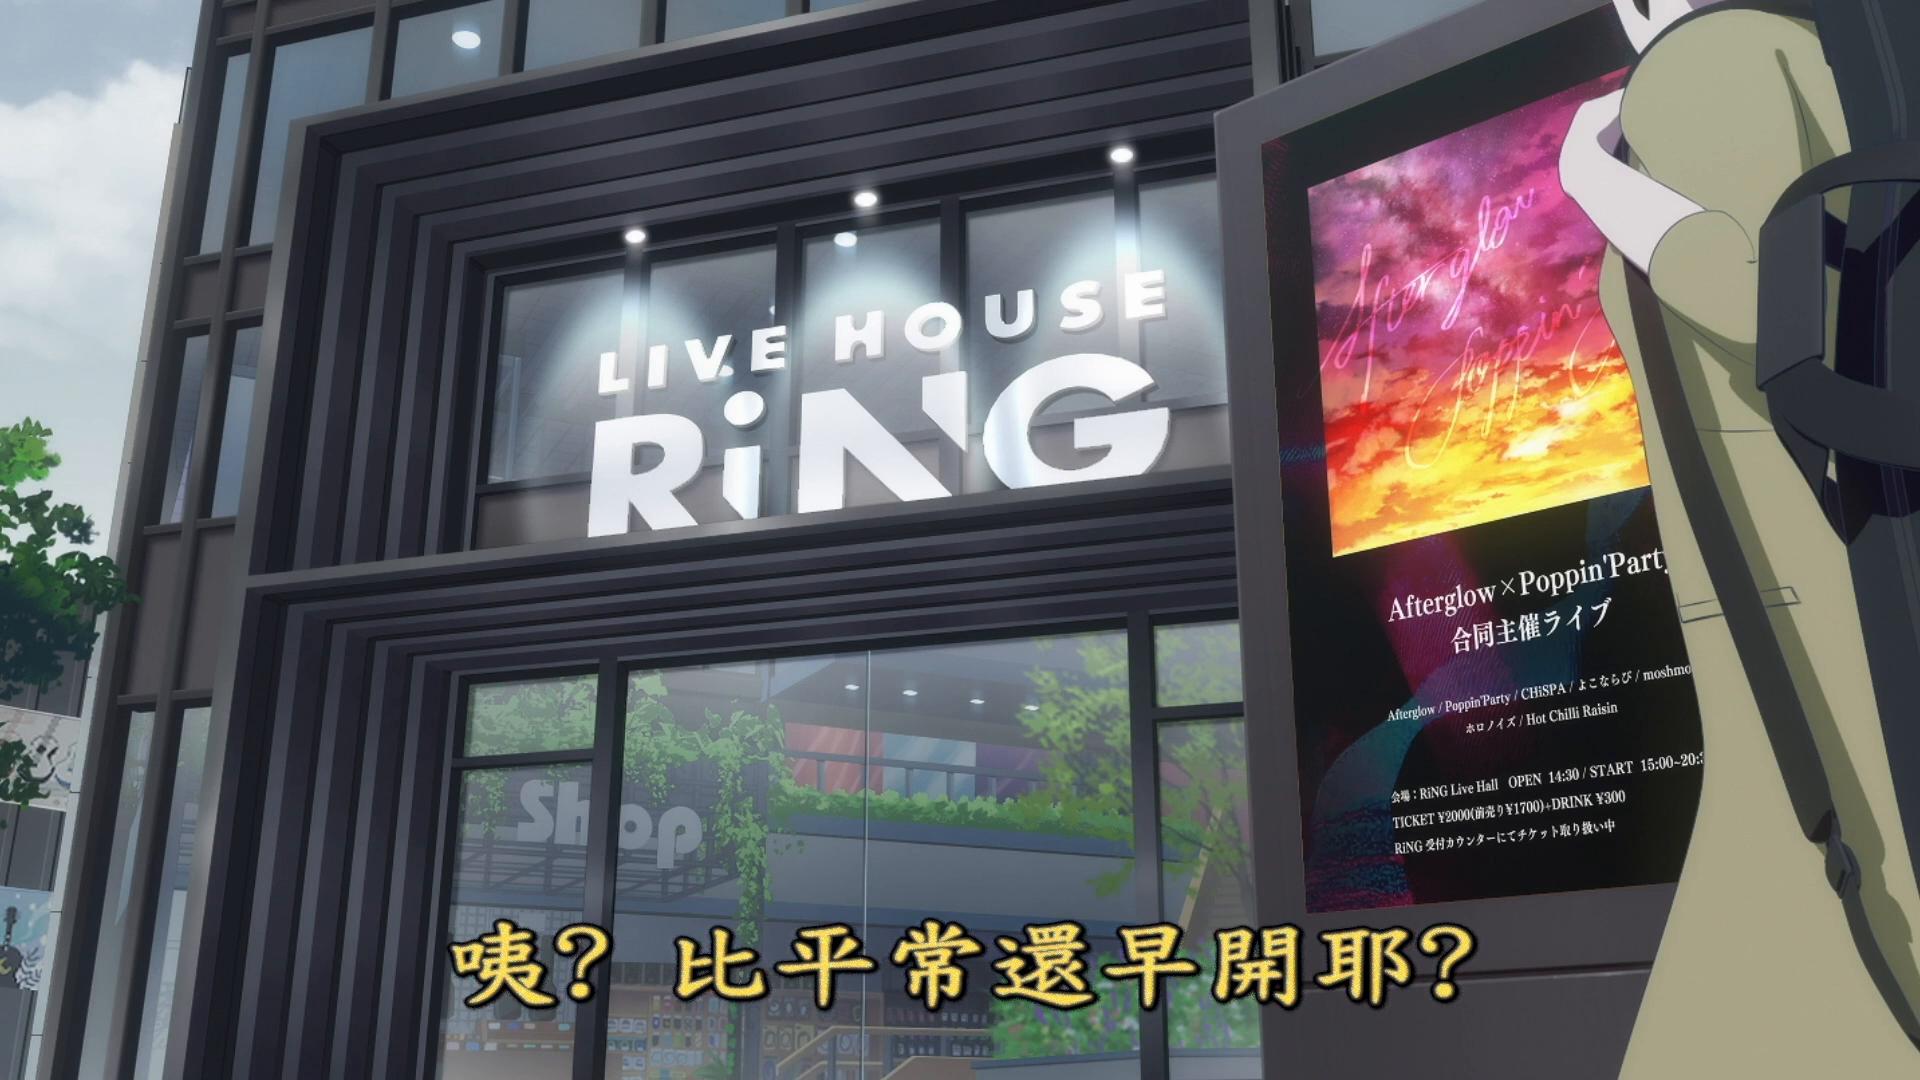 LIVE HOUSE
RiNG
Shop
Afterglow
Poppin'
Afterglow×Poppin'Party
合同主催ライブ
Afterglow / Poppin'Party / CHiSPA / よこならび / moshmo
ホロノイズ / Hot Chilli Raisin
会場：RiNG Live Hall OPEN 14:30 / START 15:00~20:3
TICKET ¥2000(前売り¥1700)+DRINK ¥300
RiNG 受付カウンターにてチケット取り扱い中
咦? 比平常還早開耶?